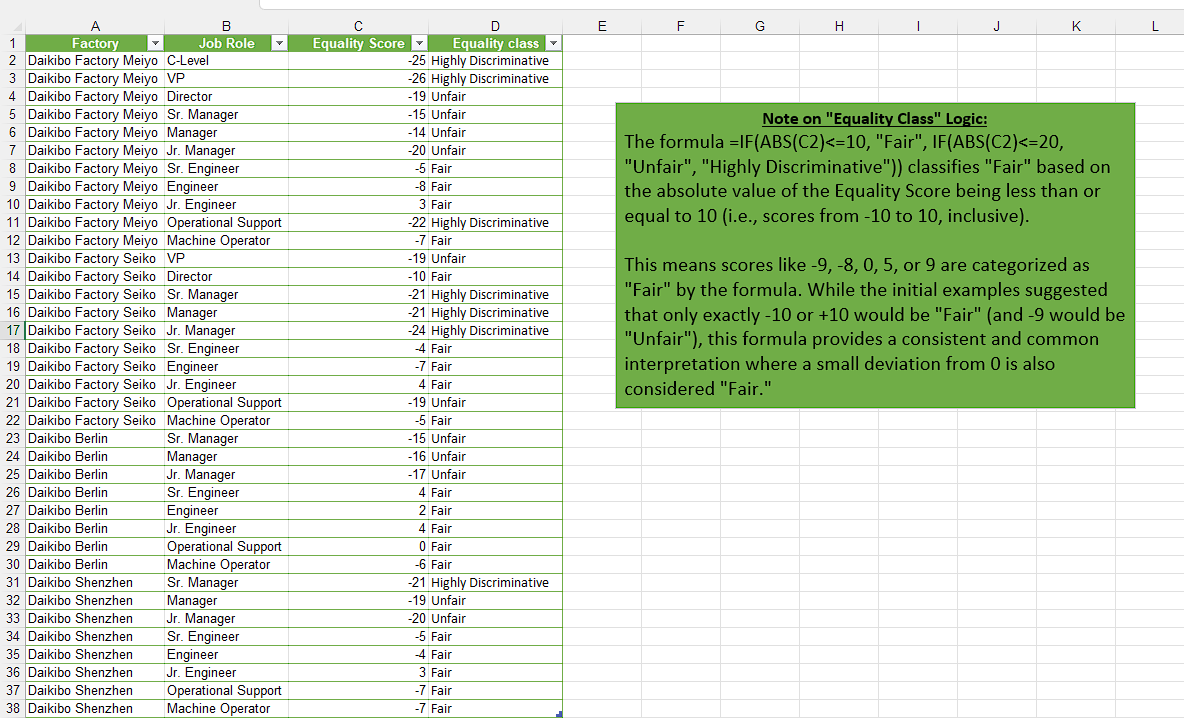 A B C D E F G H I J K L
1 Factory Job Role Equality Score Equality class
2 Daikibo Factory Meiyo C-Level -25 Highly Discriminative
3 Daikibo Factory Meiyo VP -26 Highly Discriminative
4 Daikibo Factory Meiyo Director -19 Unfair
5 Daikibo Factory Meiyo Sr. Manager -15 Unfair
6 Daikibo Factory Meiyo Manager -14 Unfair
7 Daikibo Factory Meiyo Jr. Manager -20 Unfair
8 Daikibo Factory Meiyo Sr. Engineer -5 Fair
9 Daikibo Factory Meiyo Engineer -8 Fair
10 Daikibo Factory Meiyo Jr. Engineer 3 Fair
11 Daikibo Factory Meiyo Operational Support -22 Highly Discriminative
12 Daikibo Factory Meiyo Machine Operator -7 Fair
13 Daikibo Factory Seiko VP -19 Unfair
14 Daikibo Factory Seiko Director -10 Fair
15 Daikibo Factory Seiko Sr. Manager -21 Highly Discriminative
16 Daikibo Factory Seiko Manager -21 Highly Discriminative
17 Daikibo Factory Seiko Jr. Manager -24 Highly Discriminative
18 Daikibo Factory Seiko Sr. Engineer -4 Fair
19 Daikibo Factory Seiko Engineer -7 Fair
20 Daikibo Factory Seiko Jr. Engineer 4 Fair
21 Daikibo Factory Seiko Operational Support -19 Unfair
22 Daikibo Factory Seiko Machine Operator -5 Fair
23 Daikibo Berlin Sr. Manager -15 Unfair
24 Daikibo Berlin Manager -16 Unfair
25 Daikibo Berlin Jr. Manager -17 Unfair
26 Daikibo Berlin Sr. Engineer 4 Fair
27 Daikibo Berlin Engineer 2 Fair
28 Daikibo Berlin Jr. Engineer 4 Fair
29 Daikibo Berlin Operational Support 0 Fair
30 Daikibo Berlin Machine Operator -6 Fair
31 Daikibo Shenzhen Sr. Manager -21 Highly Discriminative
32 Daikibo Shenzhen Manager -19 Unfair
33 Daikibo Shenzhen Jr. Manager -20 Unfair
34 Daikibo Shenzhen Sr. Engineer -5 Fair
35 Daikibo Shenzhen Engineer -4 Fair
36 Daikibo Shenzhen Jr. Engineer 3 Fair
37 Daikibo Shenzhen Operational Support -7 Fair
38 Daikibo Shenzhen Machine Operator -7 Fair
Note on "Equality Class" Logic:
The formula =IF(ABS(C2)<=10, "Fair", IF(ABS(C2)<=20,
"Unfair", "Highly Discriminative")) classifies "Fair" based on
the absolute value of the Equality Score being less than or
equal to 10 (i.e., scores from -10 to 10, inclusive).
This means scores like -9, -8, 0, 5, or 9 are categorized as
"Fair" by the formula. While the initial examples suggested
that only exactly -10 or +10 would be "Fair" (and -9 would be
"Unfair"), this formula provides a consistent and common
interpretation where a small deviation from 0 is also
considered "Fair."